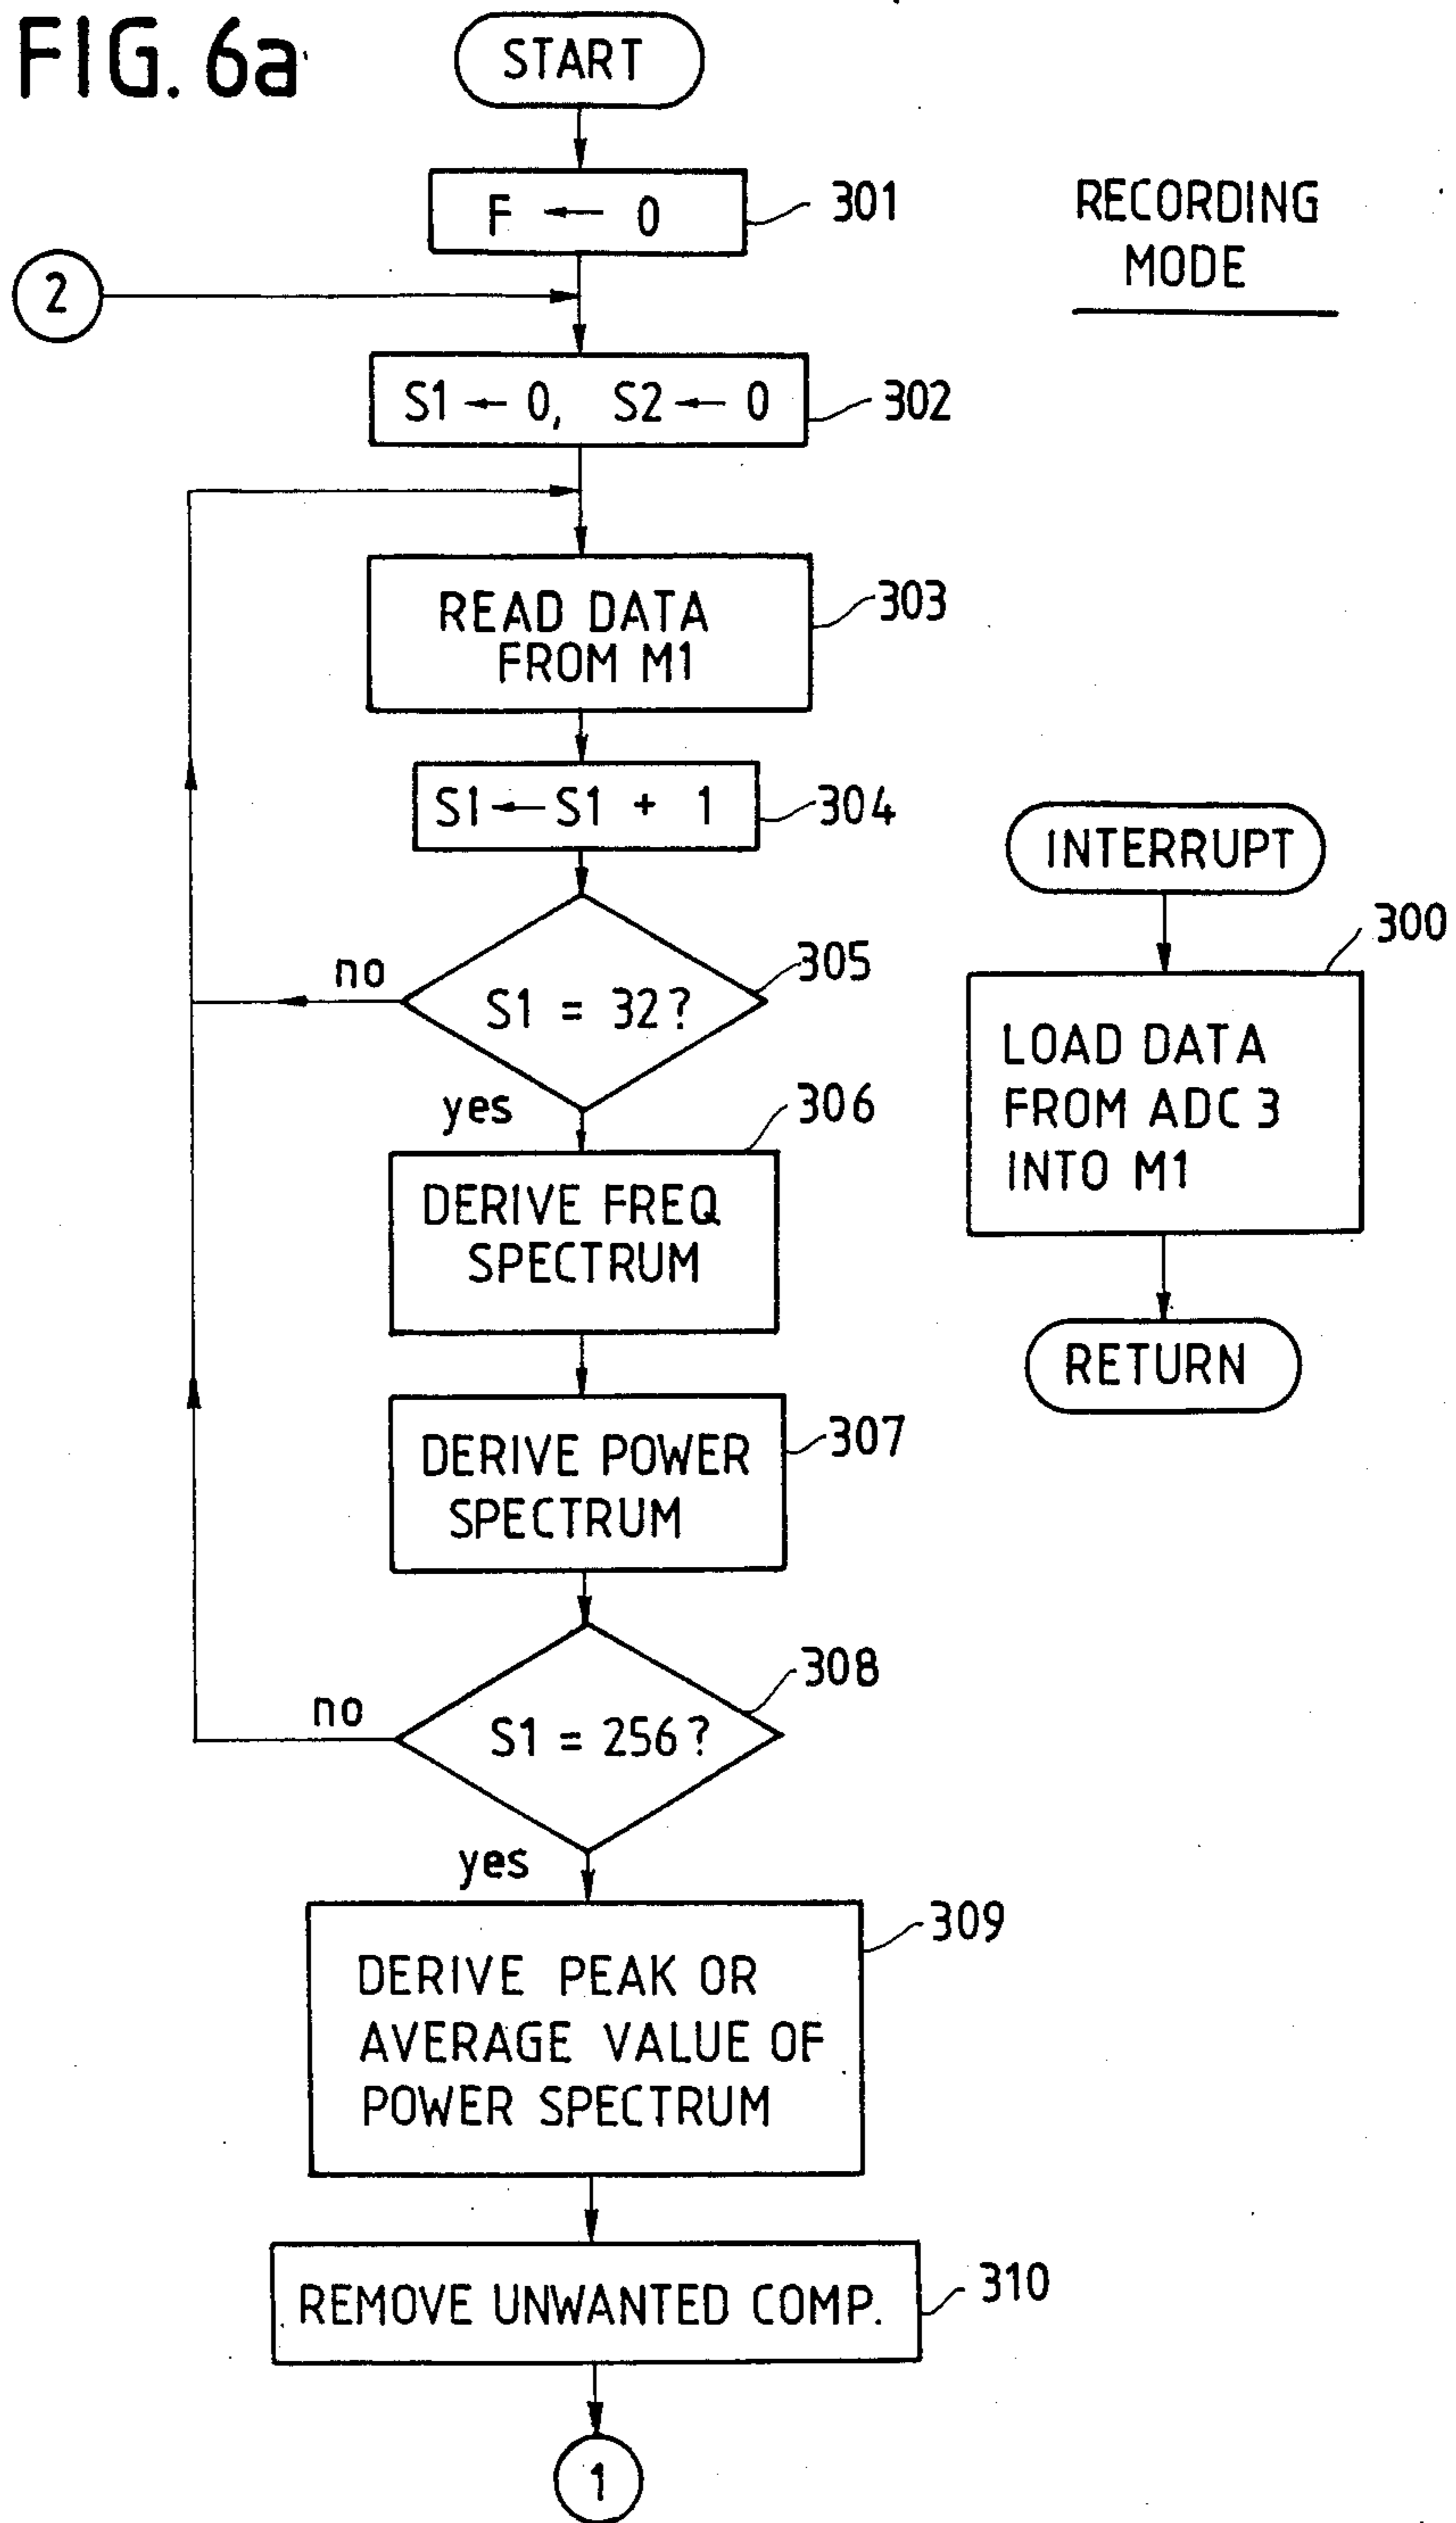 FIG. 6a
START
F ← 0
301
RECORDING
MODE
2
S1 ← 0, S2 ← 0
302
READ DATA
FROM M1
303
S1 ← S1 + 1
304
INTERRUPT
300
no
S1 = 32?
305
LOAD DATA
FROM ADC 3
INTO M1
yes
306
DERIVE FREQ
SPECTRUM
RETURN
DERIVE POWER
SPECTRUM
307
no
S1 = 256?
308
yes
309
DERIVE PEAK OR
AVERAGE VALUE OF
POWER SPECTRUM
REMOVE UNWANTED COMP.
310
1